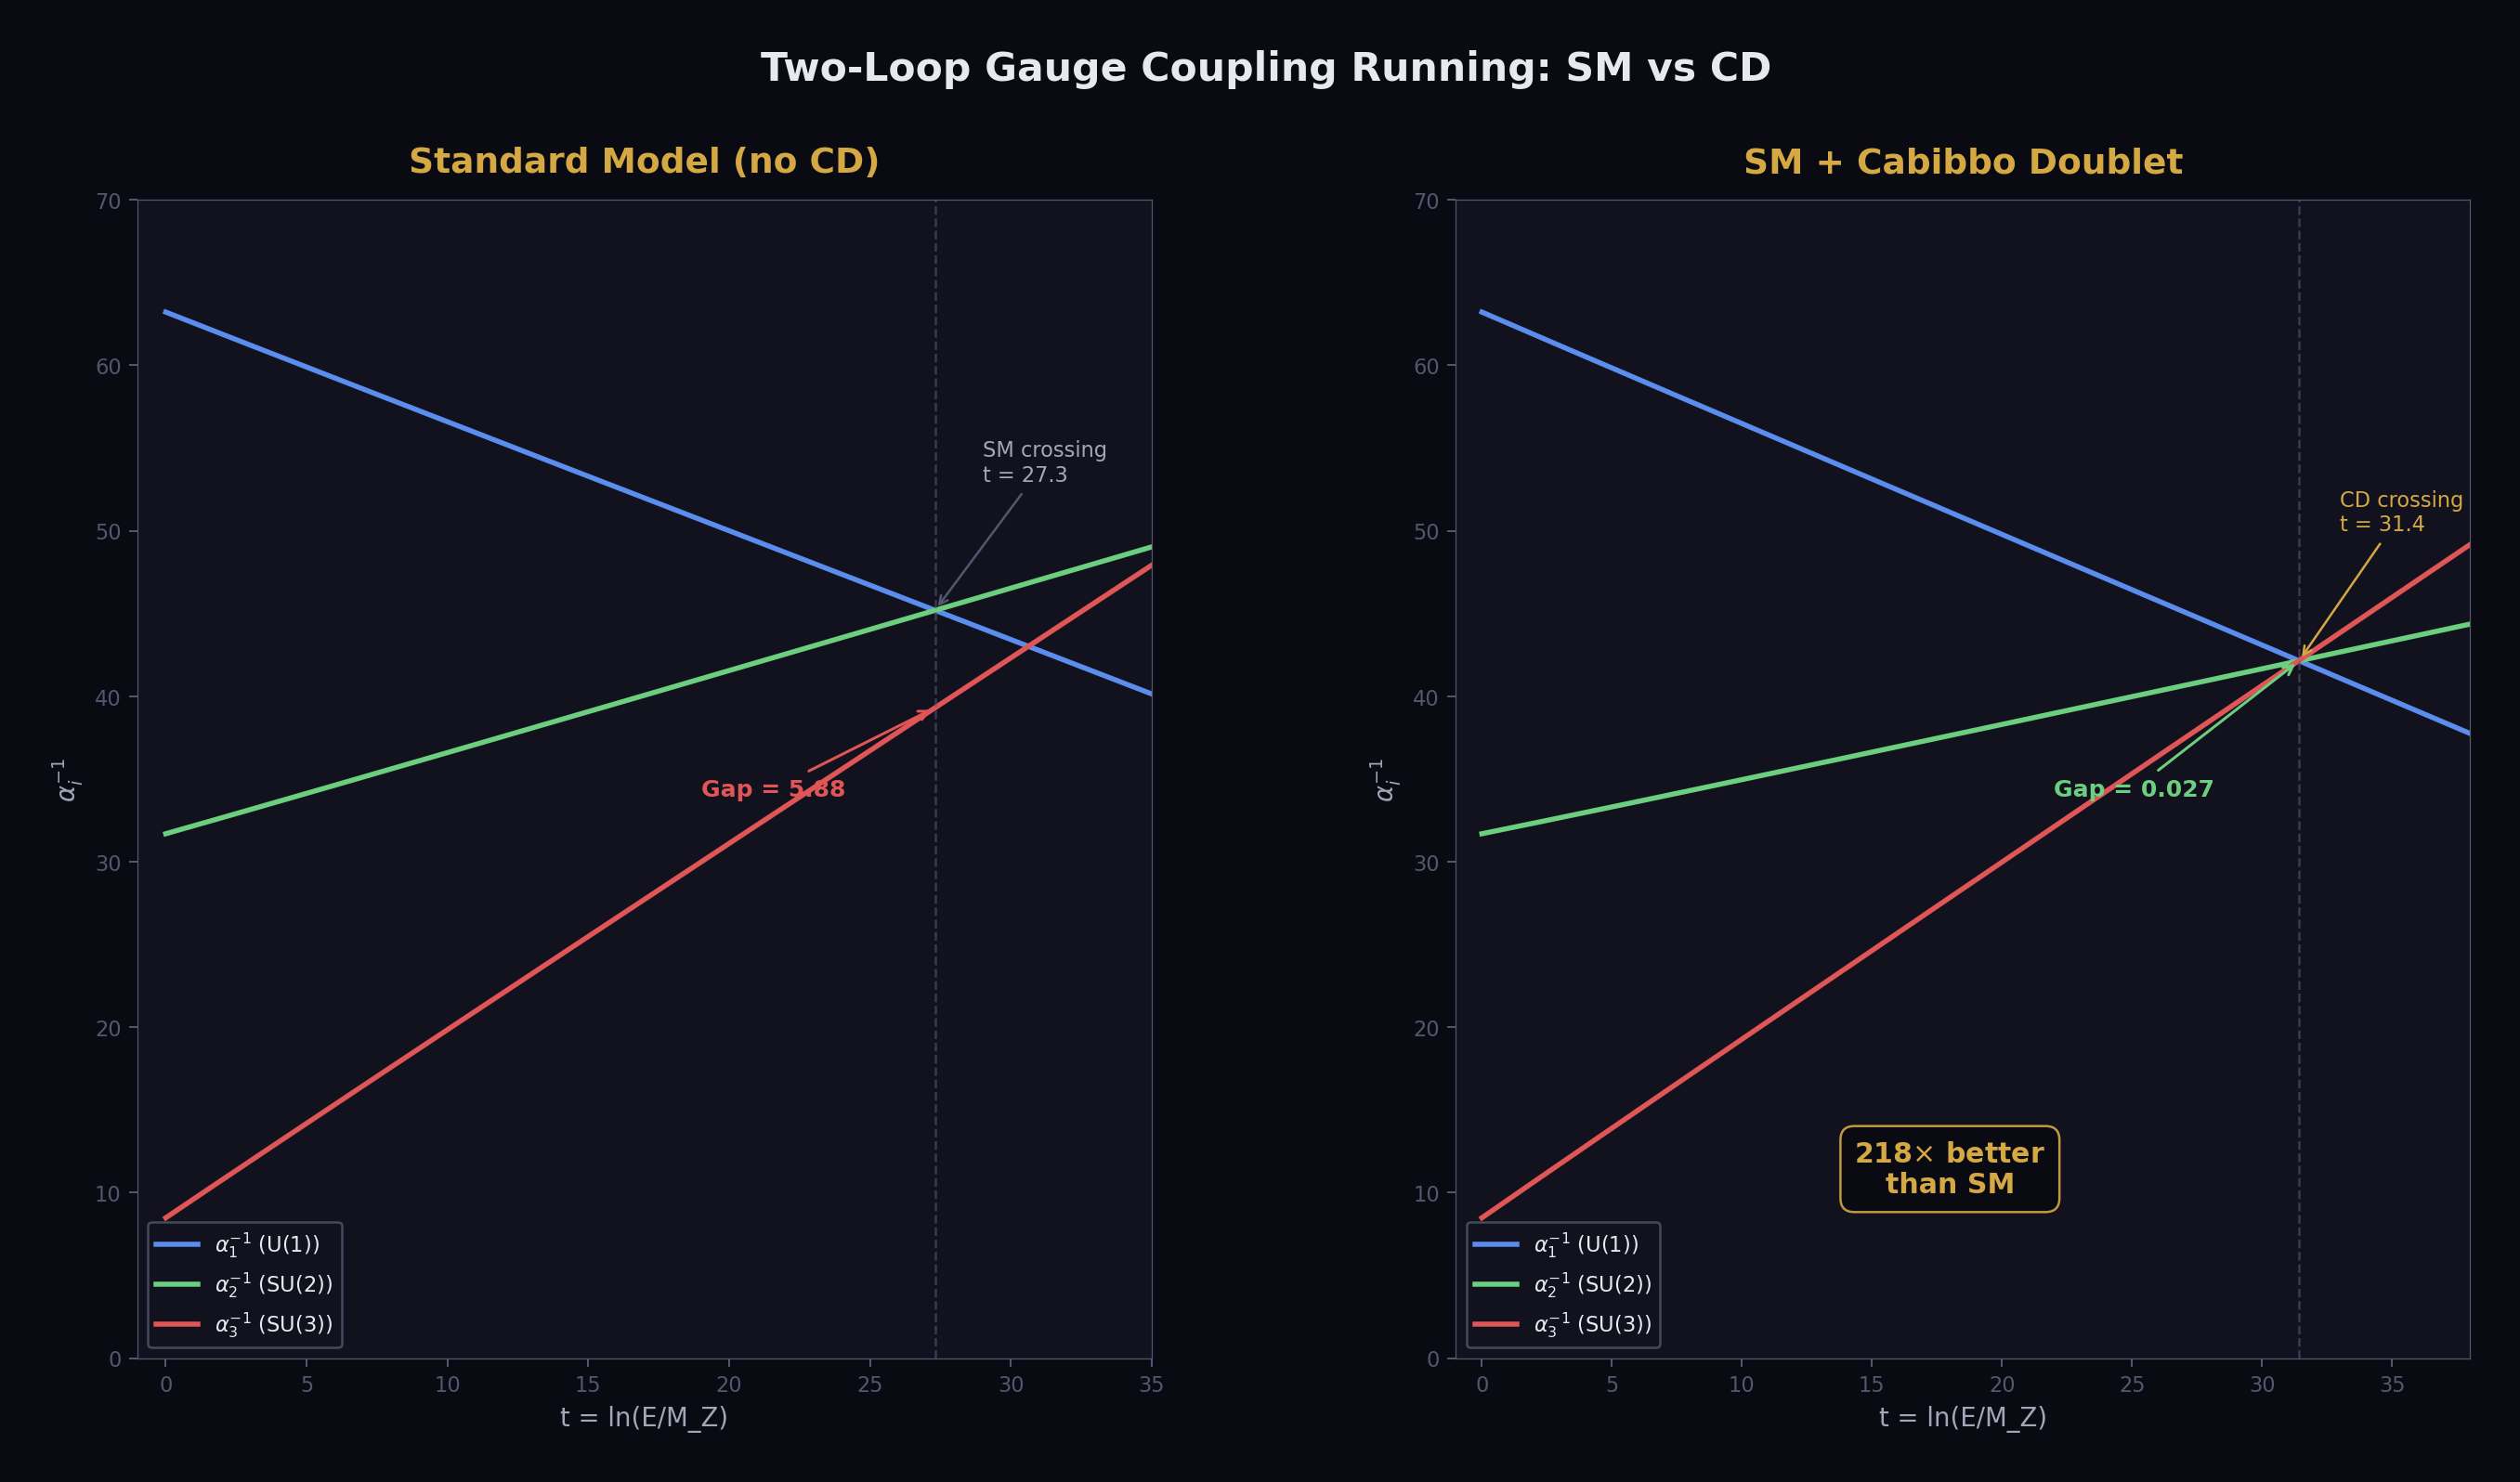 Two-Loop Gauge Coupling Running: SM vs CD
Standard Model (no CD)
70
60
50
40
30
20
10
0
α_i^{-1}
SM crossing
t = 27.3
Gap = 5.88
α_1^{-1} (U(1))
α_2^{-1} (SU(2))
α_3^{-1} (SU(3))
0 5 10 15 20 25 30 35
t = ln(E/M_Z)
SM + Cabibbo Doublet
70
60
50
40
30
20
10
0
α_i^{-1}
CD crossing
t = 31.4
Gap = 0.027
218× better
than SM
α_1^{-1} (U(1))
α_2^{-1} (SU(2))
α_3^{-1} (SU(3))
0 5 10 15 20 25 30 35
t = ln(E/M_Z)